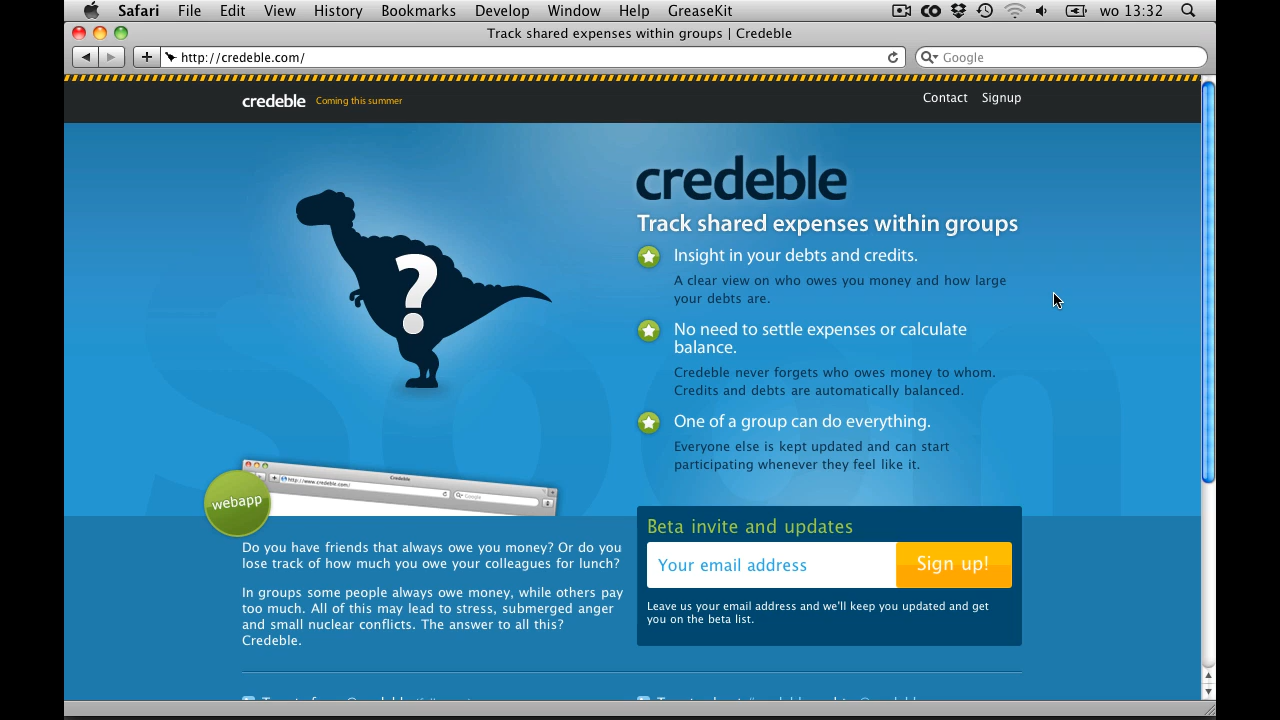 Safari File Edit View History Bookmarks Develop Window Help GreaseKit wo 13:32
Track shared expenses within groups | Credeble
http://credeble.com/ Google
credeble Coming this summer Contact Signup
credeble
Track shared expenses within groups
Insight in your debts and credits.
A clear view on who owes you money and how large
your debts are.
No need to settle expenses or calculate
balance.
Credeble never forgets who owes money to whom.
Credits and debts are automatically balanced.
One of a group can do everything.
Everyone else is kept updated and can start
participating whenever they feel like it.
?
soon
Credeble
http://www.credeble.com/ Google
webapp
Do you have friends that always owe you money? Or do you
lose track of how much you owe your colleagues for lunch?
In groups some people always owe money, while others pay
too much. All of this may lead to stress, submerged anger
and small nuclear conflicts. The answer to all this?
Credeble.
Beta invite and updates
Your email address Sign up!
Leave us your email address and we'll keep you updated and get
you on the beta list.